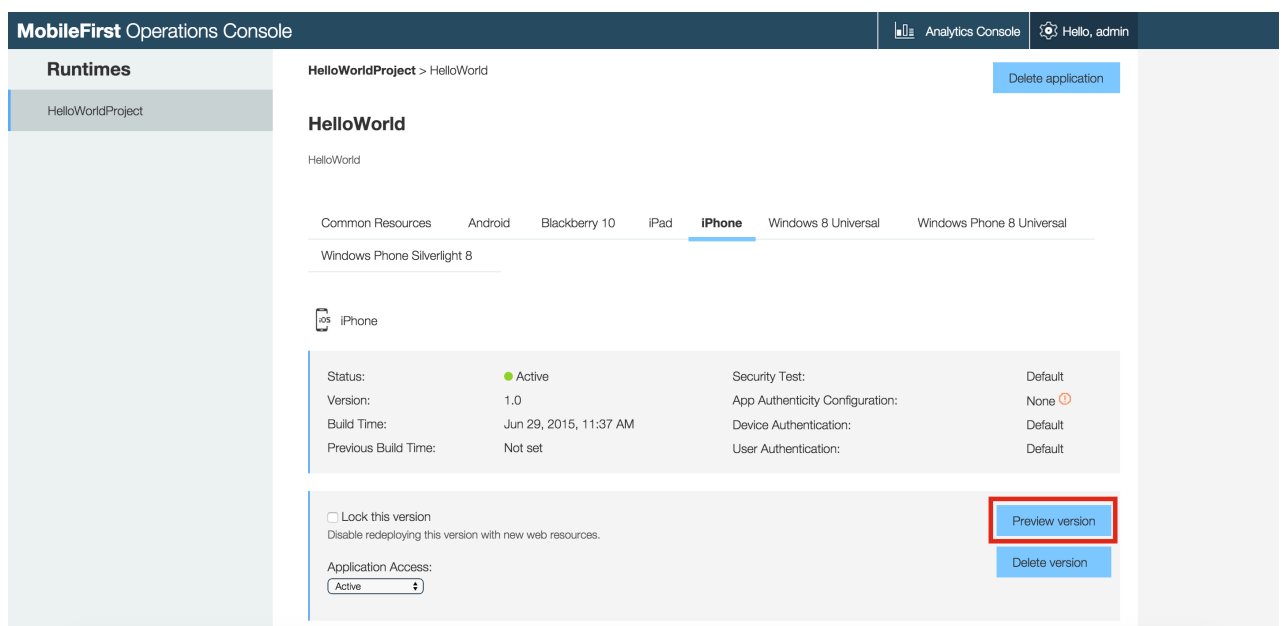 MobileFirst Operations Console
Analytics Console
Hello, admin
Runtimes
HelloWorldProject
HelloWorldProject > HelloWorld
Delete application
HelloWorld
HelloWorld
Common Resources Android Blackberry 10 iPad iPhone Windows 8 Universal Windows Phone 8 Universal
Windows Phone Silverlight 8
iOS iPhone
Status: Active Security Test: Default
Version: 1.0 App Authenticity Configuration: None
Build Time: Jun 29, 2015, 11:37 AM Device Authentication: Default
Previous Build Time: Not set User Authentication: Default
Lock this version
Disable redeploying this version with new web resources.
Preview version
Delete version
Application Access:
Active